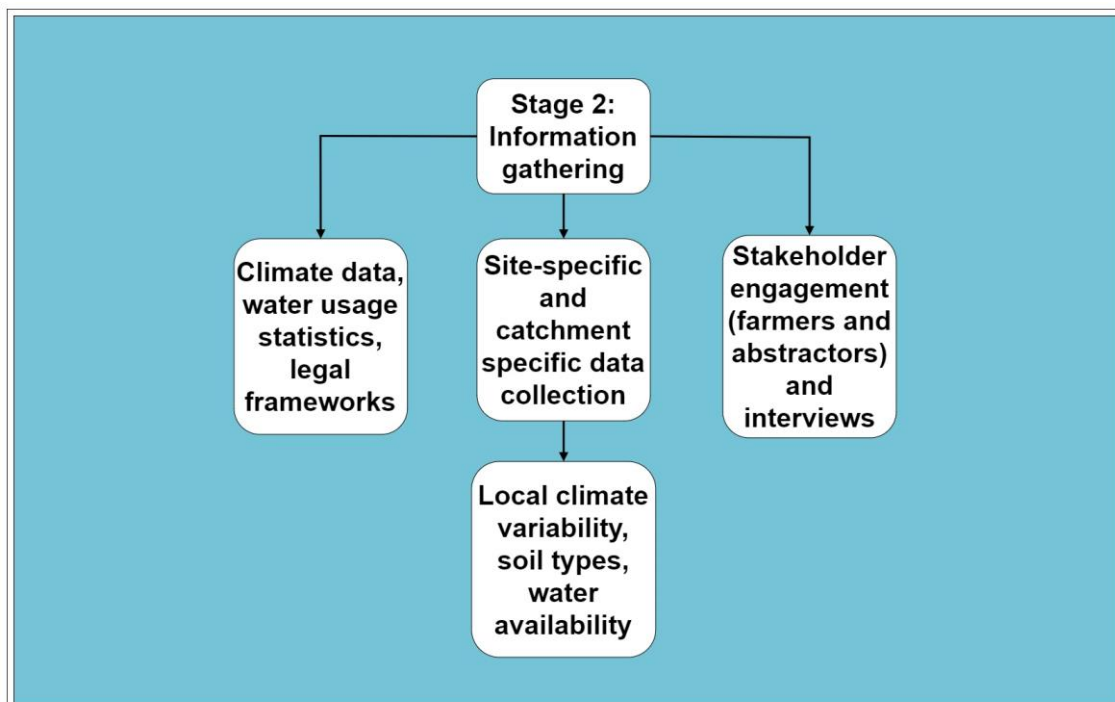 Stage 2:
Information
gathering
Climate data,
water usage
statistics,
legal
frameworks
Site-specific
and
catchment
specific data
collection
Stakeholder
engagement
(farmers and
abstractors)
and
interviews
Local climate
variability,
soil types,
water
availability